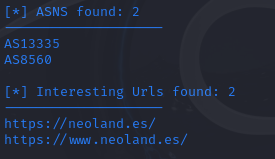 [*] ASNS found: 2
--------------------
AS13335
AS8560
[*] Interesting Urls found: 2
--------------------
https://neoland.es/
https://www.neoland.es/